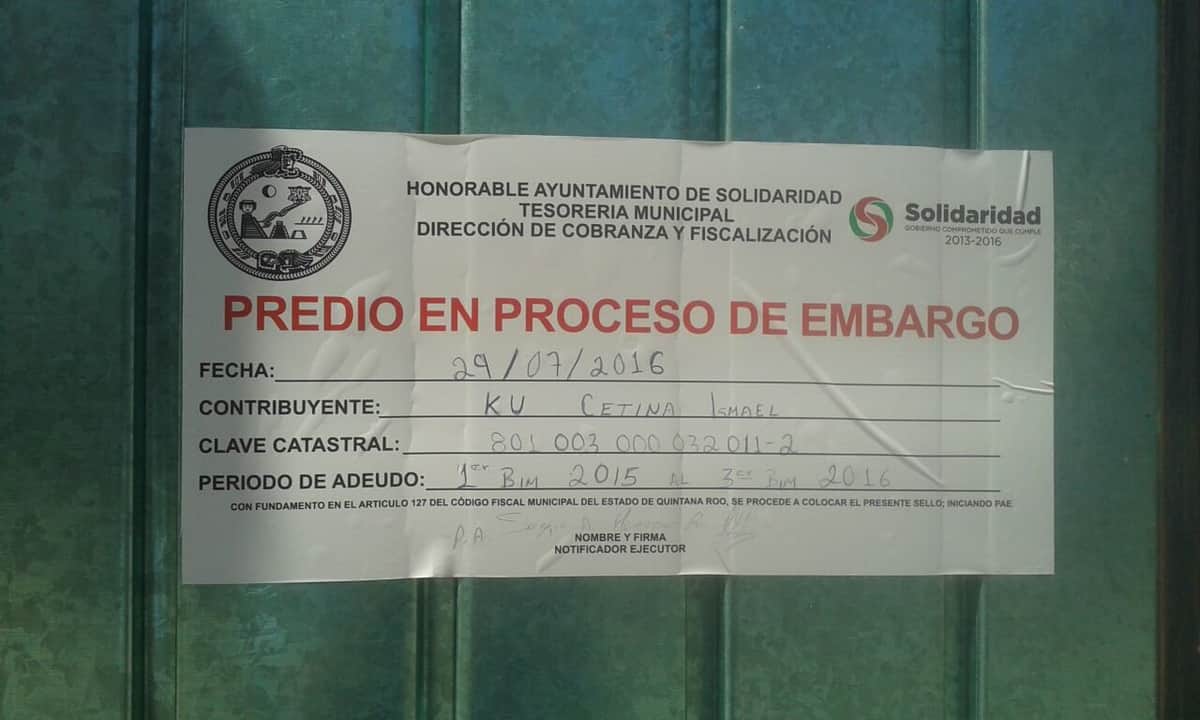 HONORABLE AYUNTAMIENTO DE SOLIDARIDAD
TESORERIA MUNICIPAL
DIRECCIÓN DE COBRANZA Y FISCALIZACIÓN
Solidaridad
GOBIERNO COMPROMETIDO QUE CUMPLE
2013-2016
PREDIO EN PROCESO DE EMBARGO
FECHA: 29/07/2016
CONTRIBUYENTE: KU CETINA ISMAEL
CLAVE CATASTRAL: 801 003 000 032 011-2
PERIODO DE ADEUDO: 1er BIM 2015 AL 3er BIM 2016
CON FUNDAMENTO EN EL ARTICULO 127 DEL CÓDIGO FISCAL MUNICIPAL DEL ESTADO DE QUINTANA ROO, SE PROCEDE A COLOCAR EL PRESENTE SELLO; INICIANDO PAE
P.A.
NOMBRE Y FIRMA
NOTIFICADOR EJECUTOR